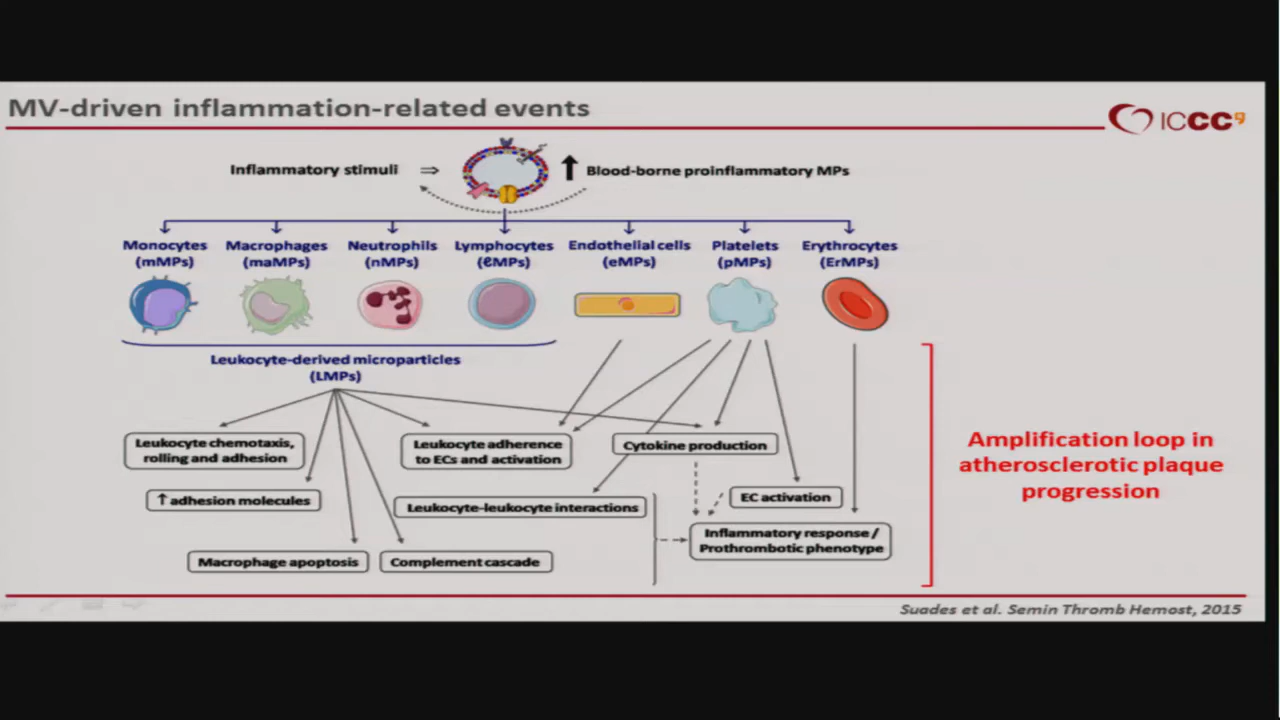 MV-driven inflammation-related events
ICCC
Inflammatory stimuli ⇒ ↑ Blood-borne proinflammatory MPs
Monocytes
(mMPs)
Macrophages
(maMPs)
Neutrophils
(nMPs)
Lymphocytes
(ℓMPs)
Endothelial cells
(eMPs)
Platelets
(pMPs)
Erythrocytes
(ErMPs)
Leukocyte-derived microparticles
(LMPs)
Leukocyte chemotaxis,
rolling and adhesion
Leukocyte adherence
to ECs and activation
Cytokine production
↑ adhesion molecules
Leukocyte-leukocyte interactions
EC activation
Macrophage apoptosis
Complement cascade
Inflammatory response /
Prothrombotic phenotype
Amplification loop in
atherosclerotic plaque
progression
Suades et al. Semin Thromb Hemost, 2015